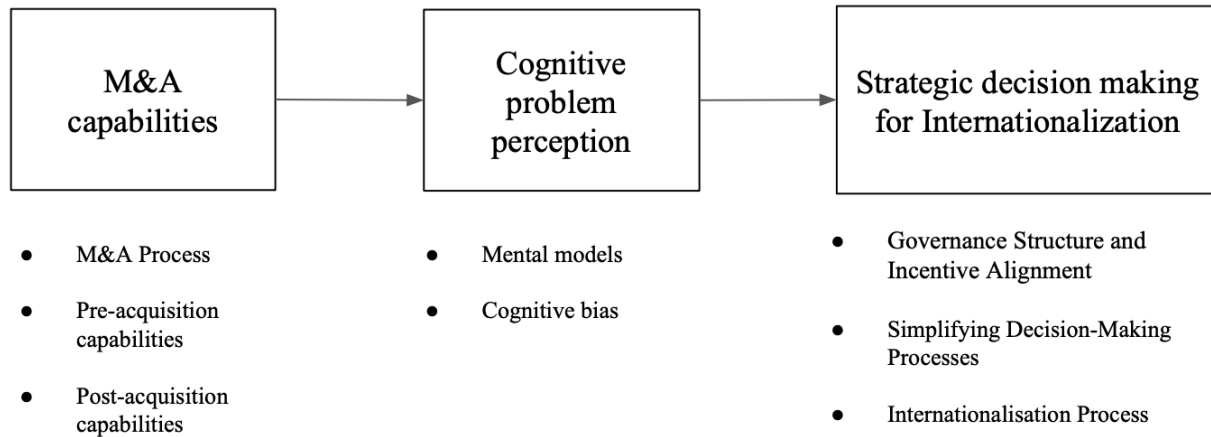 M&A
capabilities
Cognitive
problem
perception
Strategic decision making
for Internationalization
● M&A Process
● Pre-acquisition
capabilities
● Post-acquisition
capabilities
● Mental models
● Cognitive bias
● Governance Structure and
Incentive Alignment
● Simplifying Decision-Making
Processes
● Internationalisation Process